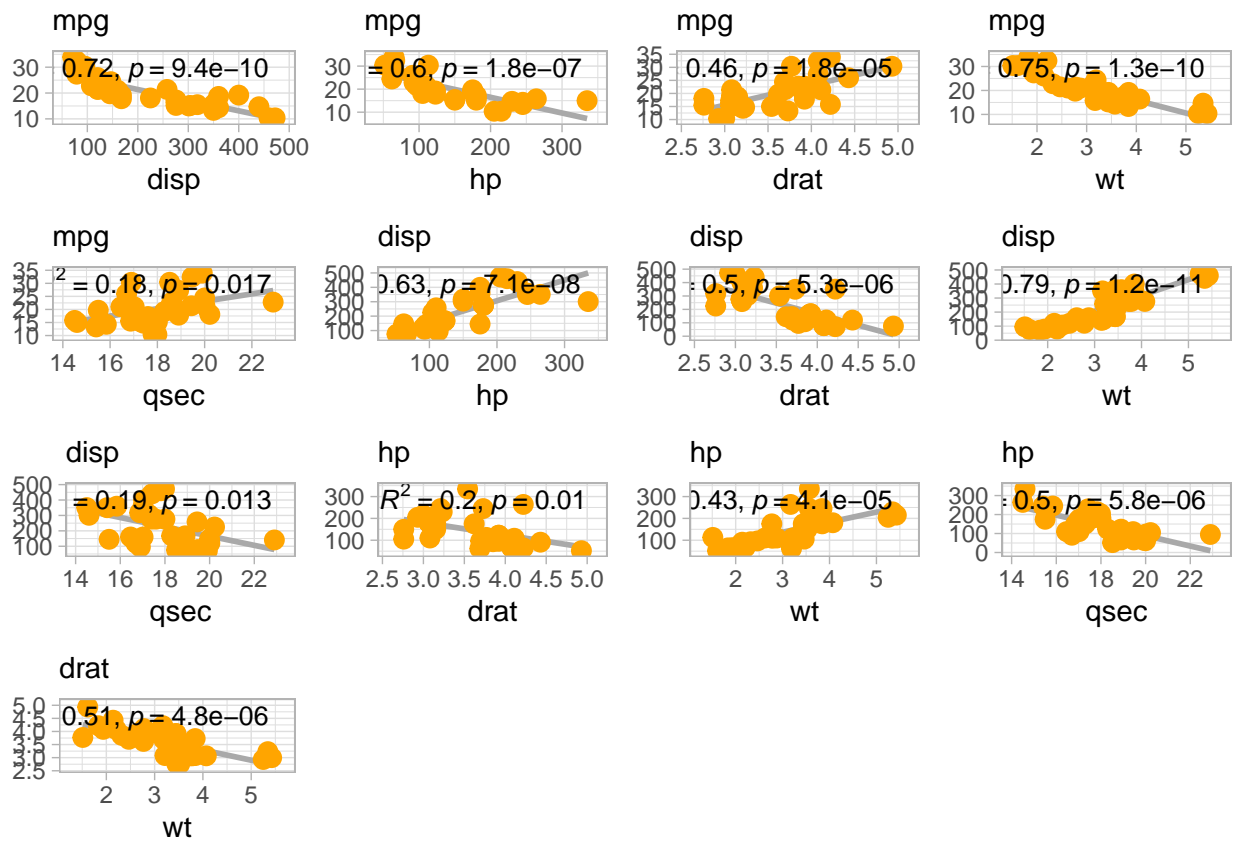 mpg
0.72, p = 9.4e−10
30
20
10
100 200 300 400 500
disp
mpg
= 0.6, p = 1.8e−07
30
20
10
100 200 300
hp
mpg
0.46, p = 1.8e−05
35
30
25
20
15
10
2.5 3.0 3.5 4.0 4.5 5.0
drat
mpg
0.75, p = 1.3e−10
30
20
10
2 3 4 5
wt
mpg
2 = 0.18, p = 0.017
35
30
25
20
15
10
14 16 18 20 22
qsec
disp
0.63, p = 7.1e−08
500
400
300
200
100
100 200 300
hp
disp
= 0.5, p = 5.3e−06
500
400
300
200
100
0
2.5 3.0 3.5 4.0 4.5 5.0
drat
disp
0.79, p = 1.2e−11
500
400
300
200
100
0
2 3 4 5
wt
disp
= 0.19, p = 0.013
500
400
300
200
100
14 16 18 20 22
qsec
hp
R² = 0.2, p = 0.01
300
200
100
2.5 3.0 3.5 4.0 4.5 5.0
drat
hp
0.43, p = 4.1e−05
300
200
100
2 3 4 5
wt
hp
= 0.5, p = 5.8e−06
300
200
100
0
14 16 18 20 22
qsec
drat
0.51, p = 4.8e−06
5.0
4.5
4.0
3.5
3.0
2.5
2 3 4 5
wt